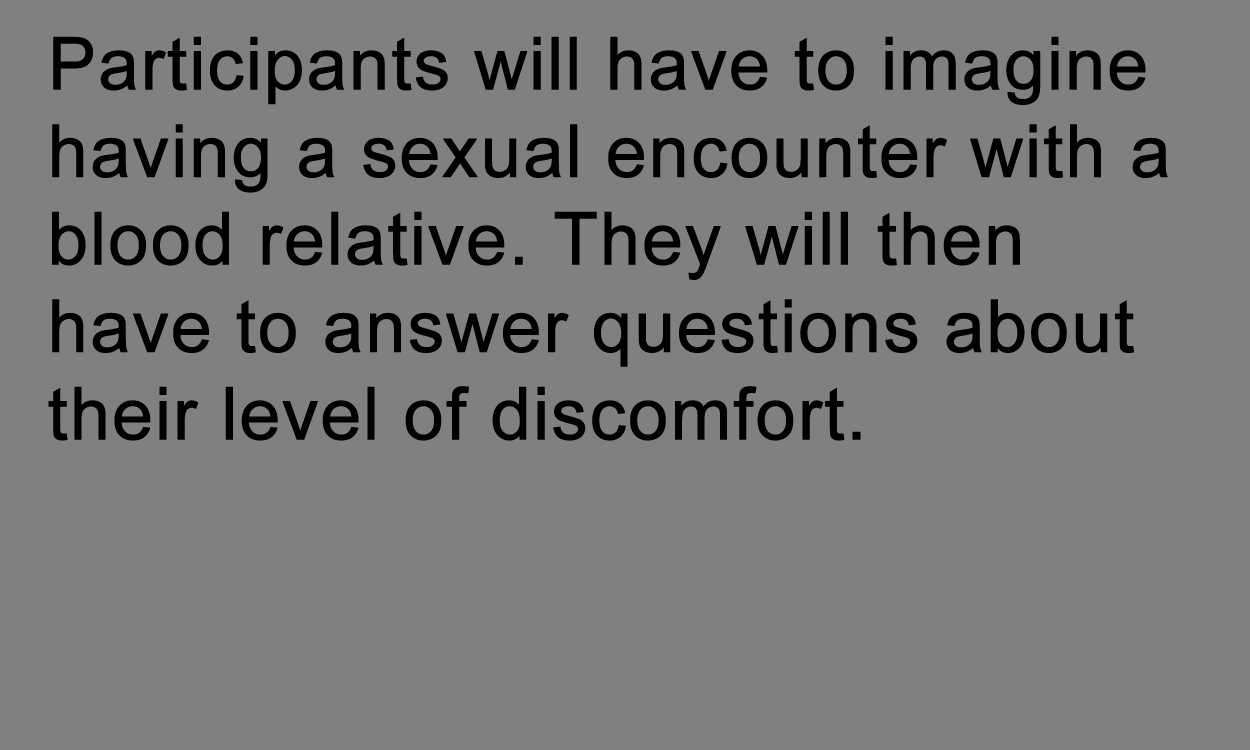 Participants will have to imagine
having a sexual encounter with a
blood relative. They will then
have to answer questions about
their level of discomfort.